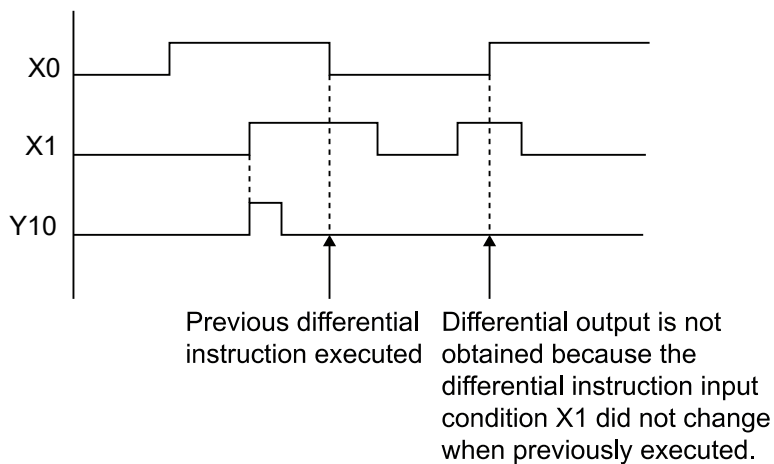 X0
X1
Y10
Previous differential
instruction executed
Differential output is not
obtained because the
differential instruction input
condition X1 did not change
when previously executed.